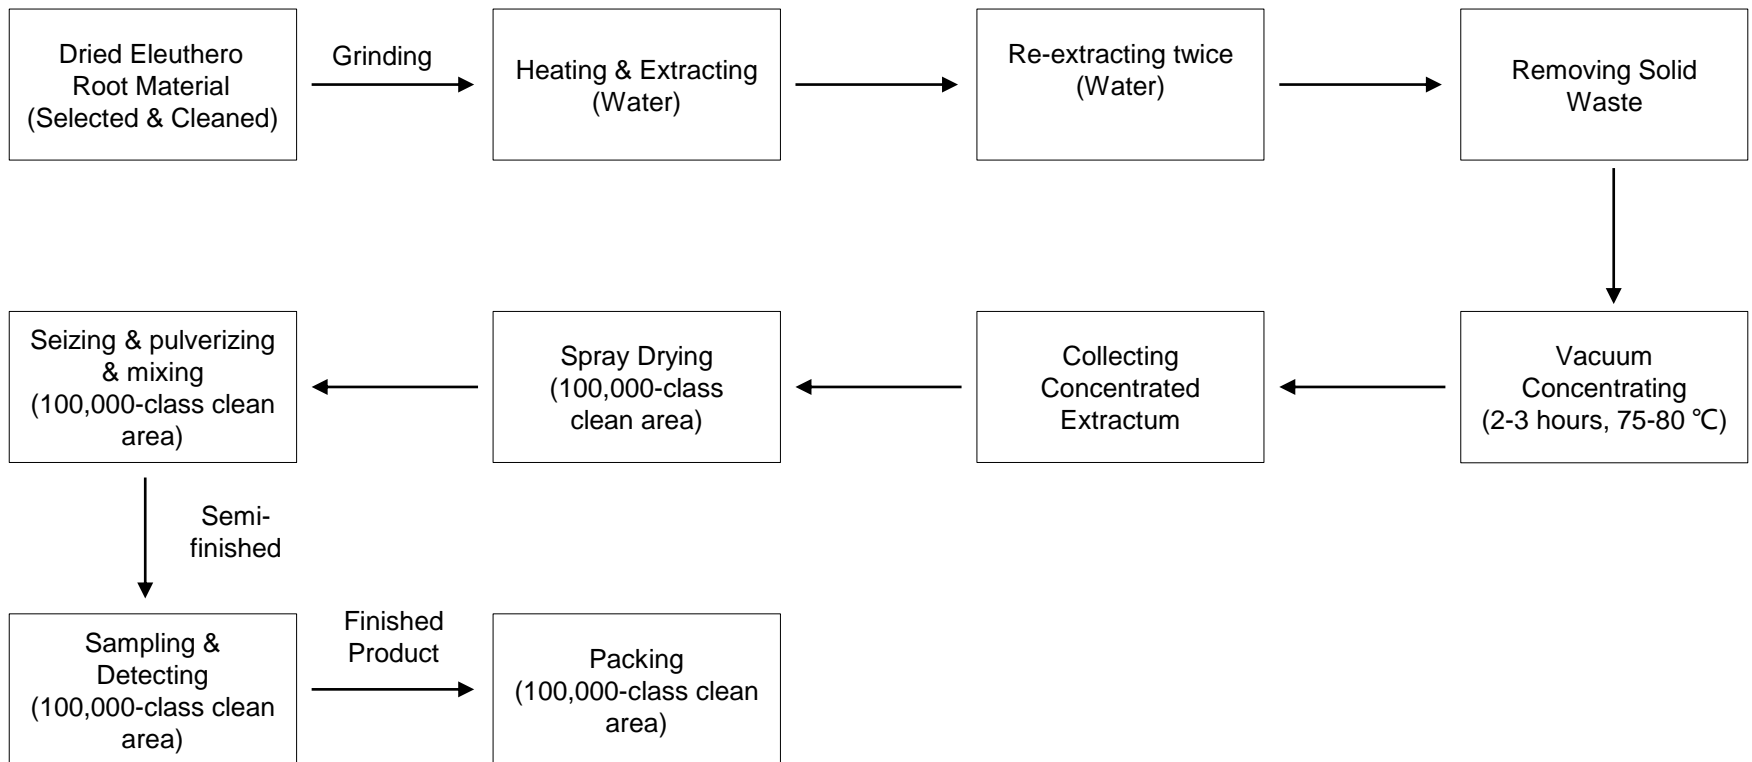 Dried Eleuthero
Root Material
(Selected & Cleaned)
Grinding
Heating & Extracting
(Water)
Re-extracting twice
(Water)
Removing Solid
Waste
Vacuum
Concentrating
(2-3 hours, 75-80 ℃)
Collecting
Concentrated
Extractum
Spray Drying
(100,000-class
clean area)
Seizing & pulverizing
& mixing
(100,000-class clean
area)
Semi-
finished
Sampling &
Detecting
(100,000-class clean
area)
Finished
Product
Packing
(100,000-class clean
area)